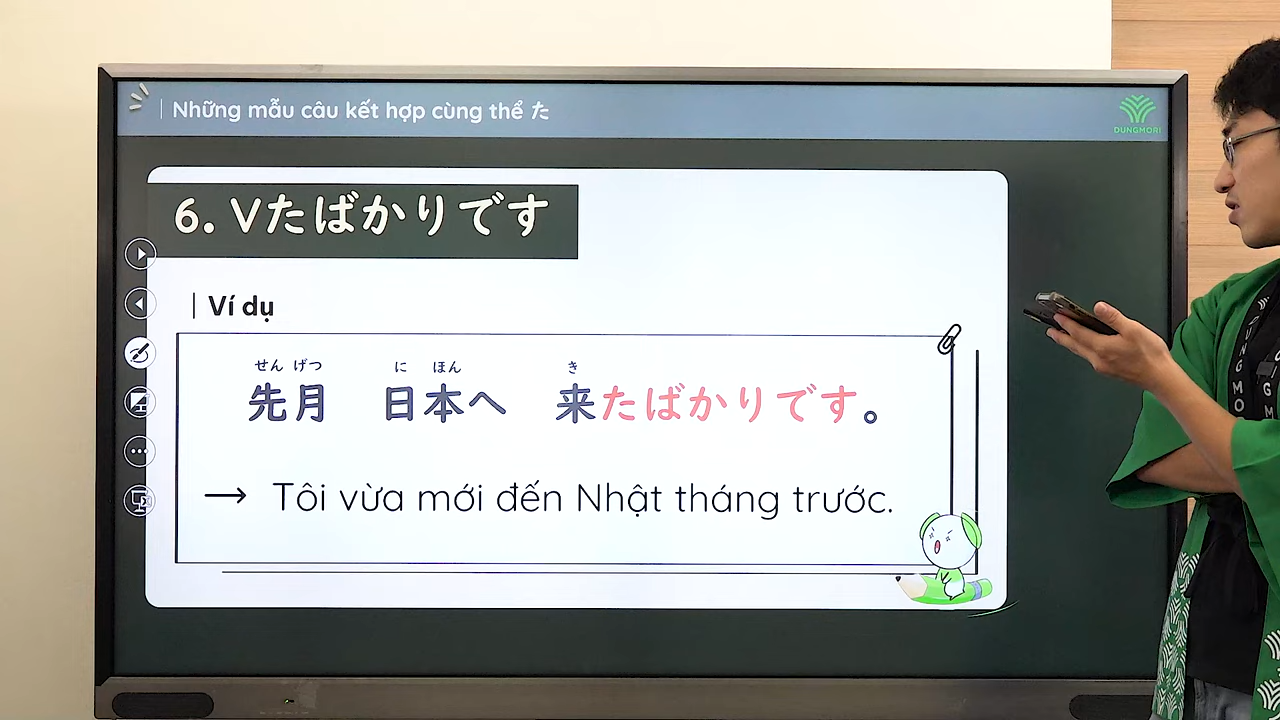 Những mẫu câu kết hợp cùng thể た
DUNGMORI
6. Vたばかりです
Ví dụ
せん げつ に ほん き
先月 日本へ 来たばかりです。
→ Tôi vừa mới đến Nhật tháng trước.